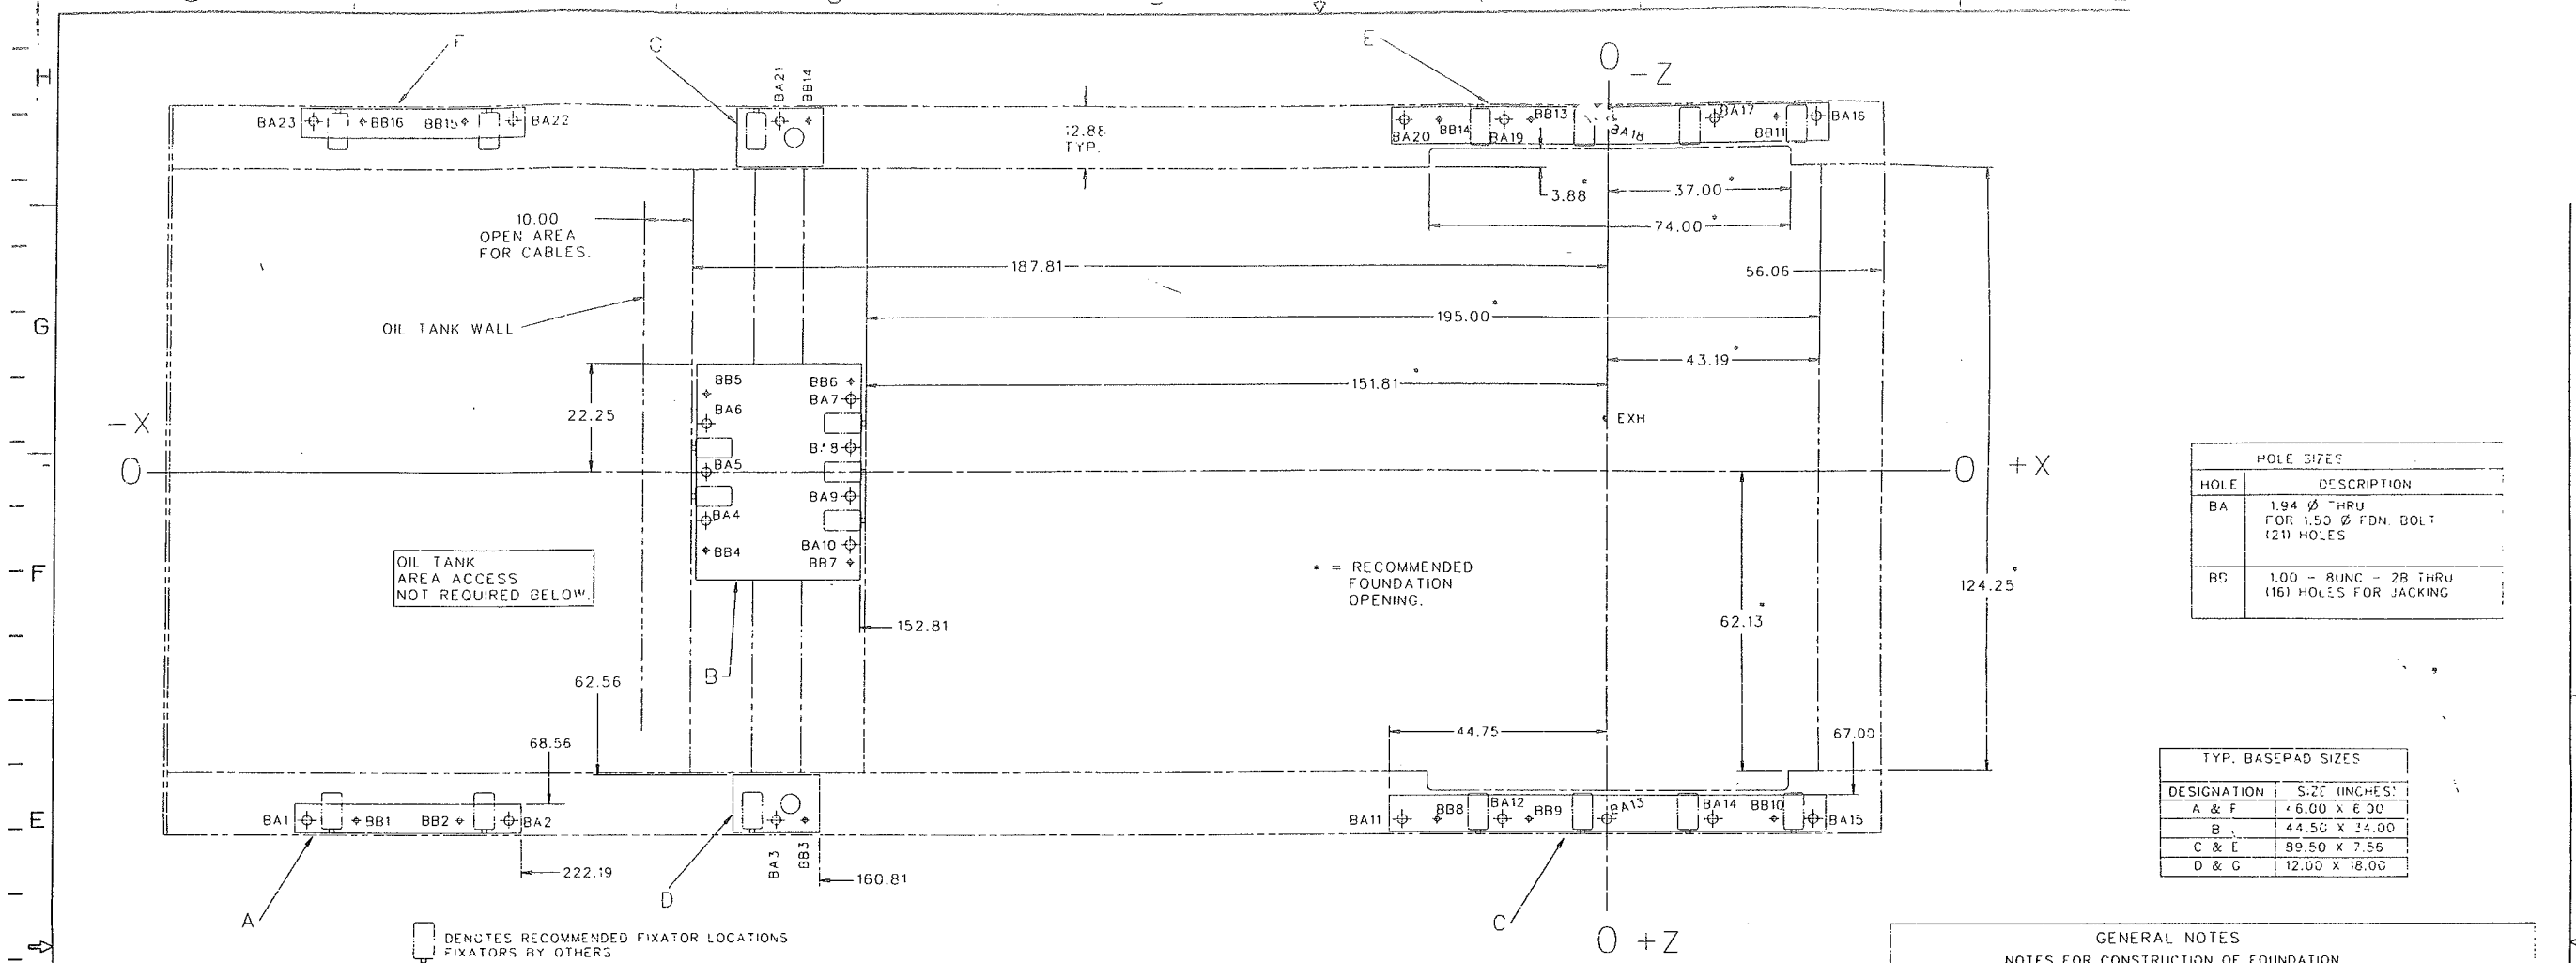 H
F
G
E
0
-Z
BA21
BB14
BA23
BB16
BB15
BA22
12.88
TYP.
BA20
BB14
BA19
BB13
BA18
BA17
BB11
BA16
3.88
37.00
74.00
10.00
OPEN AREA
FOR CABLES.
187.81
56.06
G
OIL TANK WALL
195.00
43.19
151.81
BB5
BB6
BA7
BA6
22.25
EXH
-X
BA5
0
0
+X
BA9
BA4
BA10
BB4
BB7
HOLE SIZES
HOLE
DESCRIPTION
BA
1.94 Ø THRU
FOR 1.50 Ø FDN. BOLT
(21) HOLES
1.00 - 8UNC - 2B THRU
(16) HOLES FOR JACKING
F
OIL TANK
AREA ACCESS
NOT REQUIRED BELOW.
* = RECOMMENDED
FOUNDATION
OPENING.
124.25
62.13
152.81
B
62.56
68.56
44.75
67.00
TYP. BASEPAD SIZES
DESIGNATION
SIZE (INCHES)
A & F
B
44.50 X 34.00
C & E
89.50 X 7.56
D & G
12.00 X 18.00
E
BA1
BB1
BB2
BA2
BA3
BB3
BA11
BB8
BA12
BB9
BA13
BA14
BB10
BA15
222.19
160.81
A
D
C
0 +Z
DENOTES RECOMMENDED FIXATOR LOCATIONS
FIXATORS BY OTHERS
GENERAL NOTES
NOTES FOR CONSTRUCTION OF FOUNDATION